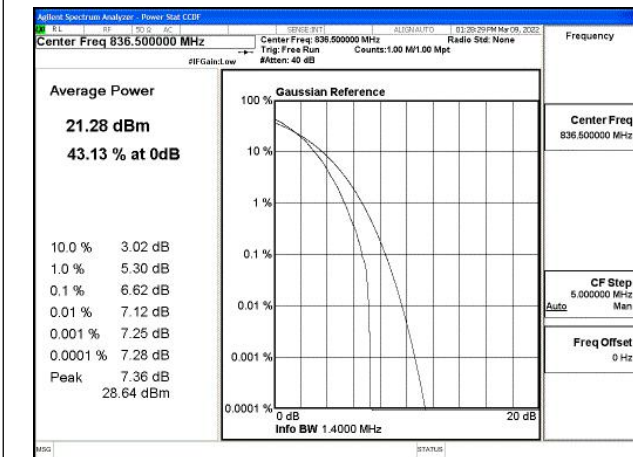 Agilent Spectrum Analyzer - Power Stat CCDF
RL RF 50 Ω AC SENSE:INT ALIGNAUTO 01:28:29 PM Mar 09, 2022
Center Freq 836.500000 MHz
Center Freq: 836.500000 MHz Radio Std: None
Trig: Free Run Counts:1.00 M/1.00 Mpt
#IFGain:Low #Atten: 40 dB
Frequency
Average Power
21.28 dBm
43.13 % at 0dB
10.0 % 3.02 dB
1.0 % 5.30 dB
0.1 % 6.62 dB
0.01 % 7.12 dB
0.001 % 7.25 dB
0.0001 % 7.28 dB
Peak 7.36 dB
28.64 dBm
Gaussian Reference
100 %
10 %
1 %
0.1 %
0.01 %
0.001 %
0.0001 %
0 dB 20 dB
Info BW 1.4000 MHz
Center Freq
836.500000 MHz
CF Step
5.000000 MHz
Auto Man
Freq Offset
0 Hz
MSG STATUS